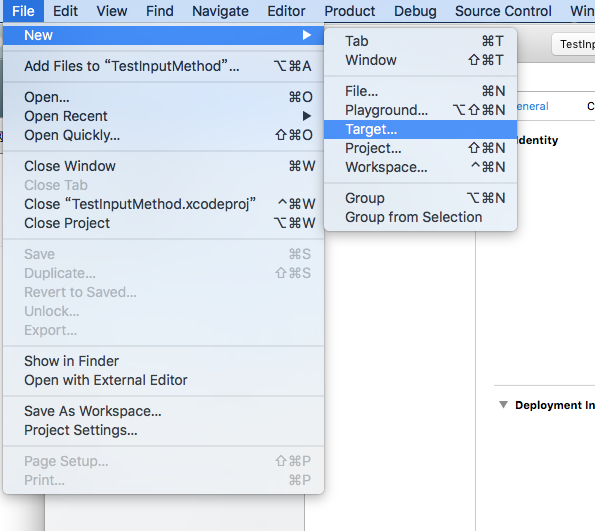 File Edit View Find Navigate Editor Product Debug Source Control Win
New ▶
Add Files to “TestInputMethod”... ⌥⌘A
Open... ⌘O
Open Recent ▶
Open Quickly... ⇧⌘O
Close Window ⌘W
Close Tab
Close “TestInputMethod.xcodeproj” ^⌘W
Close Project ⌥⌘W
Save ⌘S
Duplicate... ⇧⌘S
Revert to Saved...
Unlock...
Export...
Show in Finder
Open with External Editor
Save As Workspace...
Project Settings...
Page Setup... ⇧⌘P
Print... ⌘P
Tab ⌘T
Window ⇧⌘T
File... ⌘N
Playground... ⌥⇧⌘N
Target...
Project... ⇧⌘N
Workspace... ^⌘N
Group ⌥⌘N
Group from Selection
TestInp
eneral C
dentity
▼ Deployment In